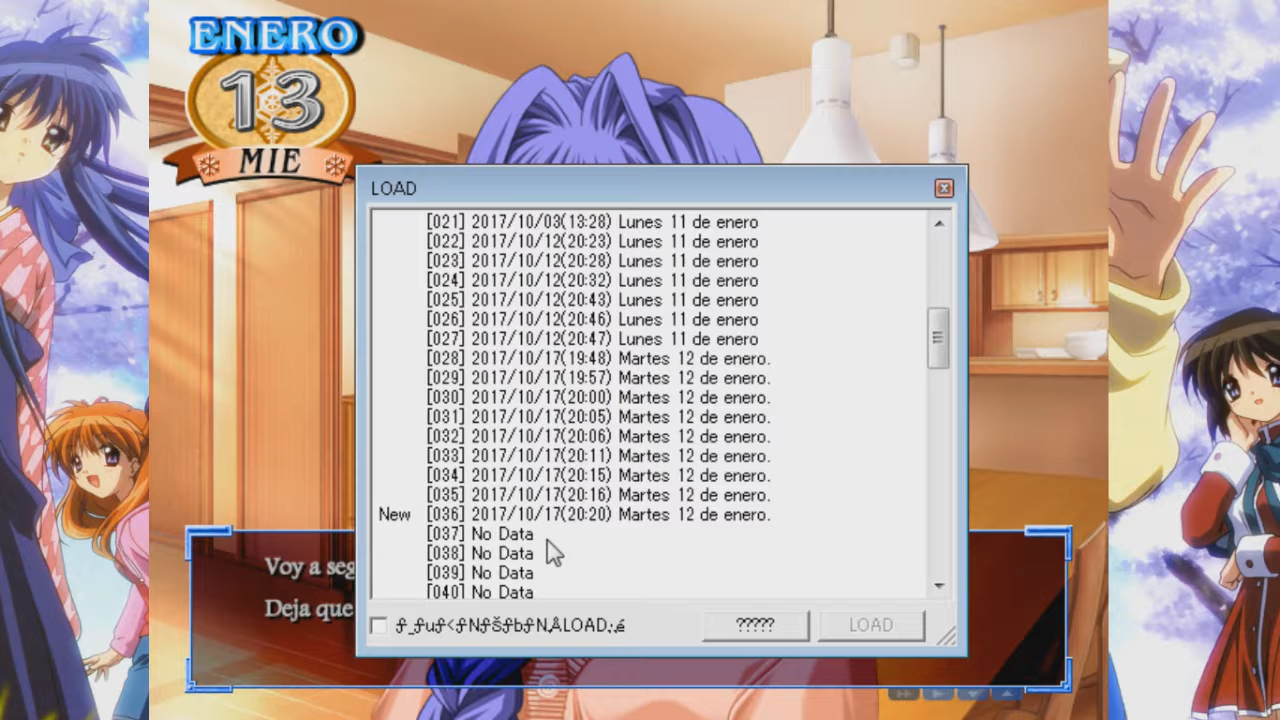 ENERO
13
MIE
LOAD
[021] 2017/10/03(13:28) Lunes 11 de enero
[022] 2017/10/12(20:23) Lunes 11 de enero
[023] 2017/10/12(20:28) Lunes 11 de enero
[024] 2017/10/12(20:32) Lunes 11 de enero
[025] 2017/10/12(20:43) Lunes 11 de enero
[026] 2017/10/12(20:46) Lunes 11 de enero
[027] 2017/10/12(20:47) Lunes 11 de enero
[028] 2017/10/17(19:48) Martes 12 de enero.
[029] 2017/10/17(19:57) Martes 12 de enero.
[030] 2017/10/17(20:00) Martes 12 de enero.
[031] 2017/10/17(20:05) Martes 12 de enero.
[032] 2017/10/17(20:06) Martes 12 de enero.
[033] 2017/10/17(20:11) Martes 12 de enero.
[034] 2017/10/17(20:15) Martes 12 de enero.
[035] 2017/10/17(20:16) Martes 12 de enero.
New [036] 2017/10/17(20:20) Martes 12 de enero.
[037] No Data
[038] No Data
[039] No Data
[040] No Data
????? LOAD
Voy a seg
Deja que